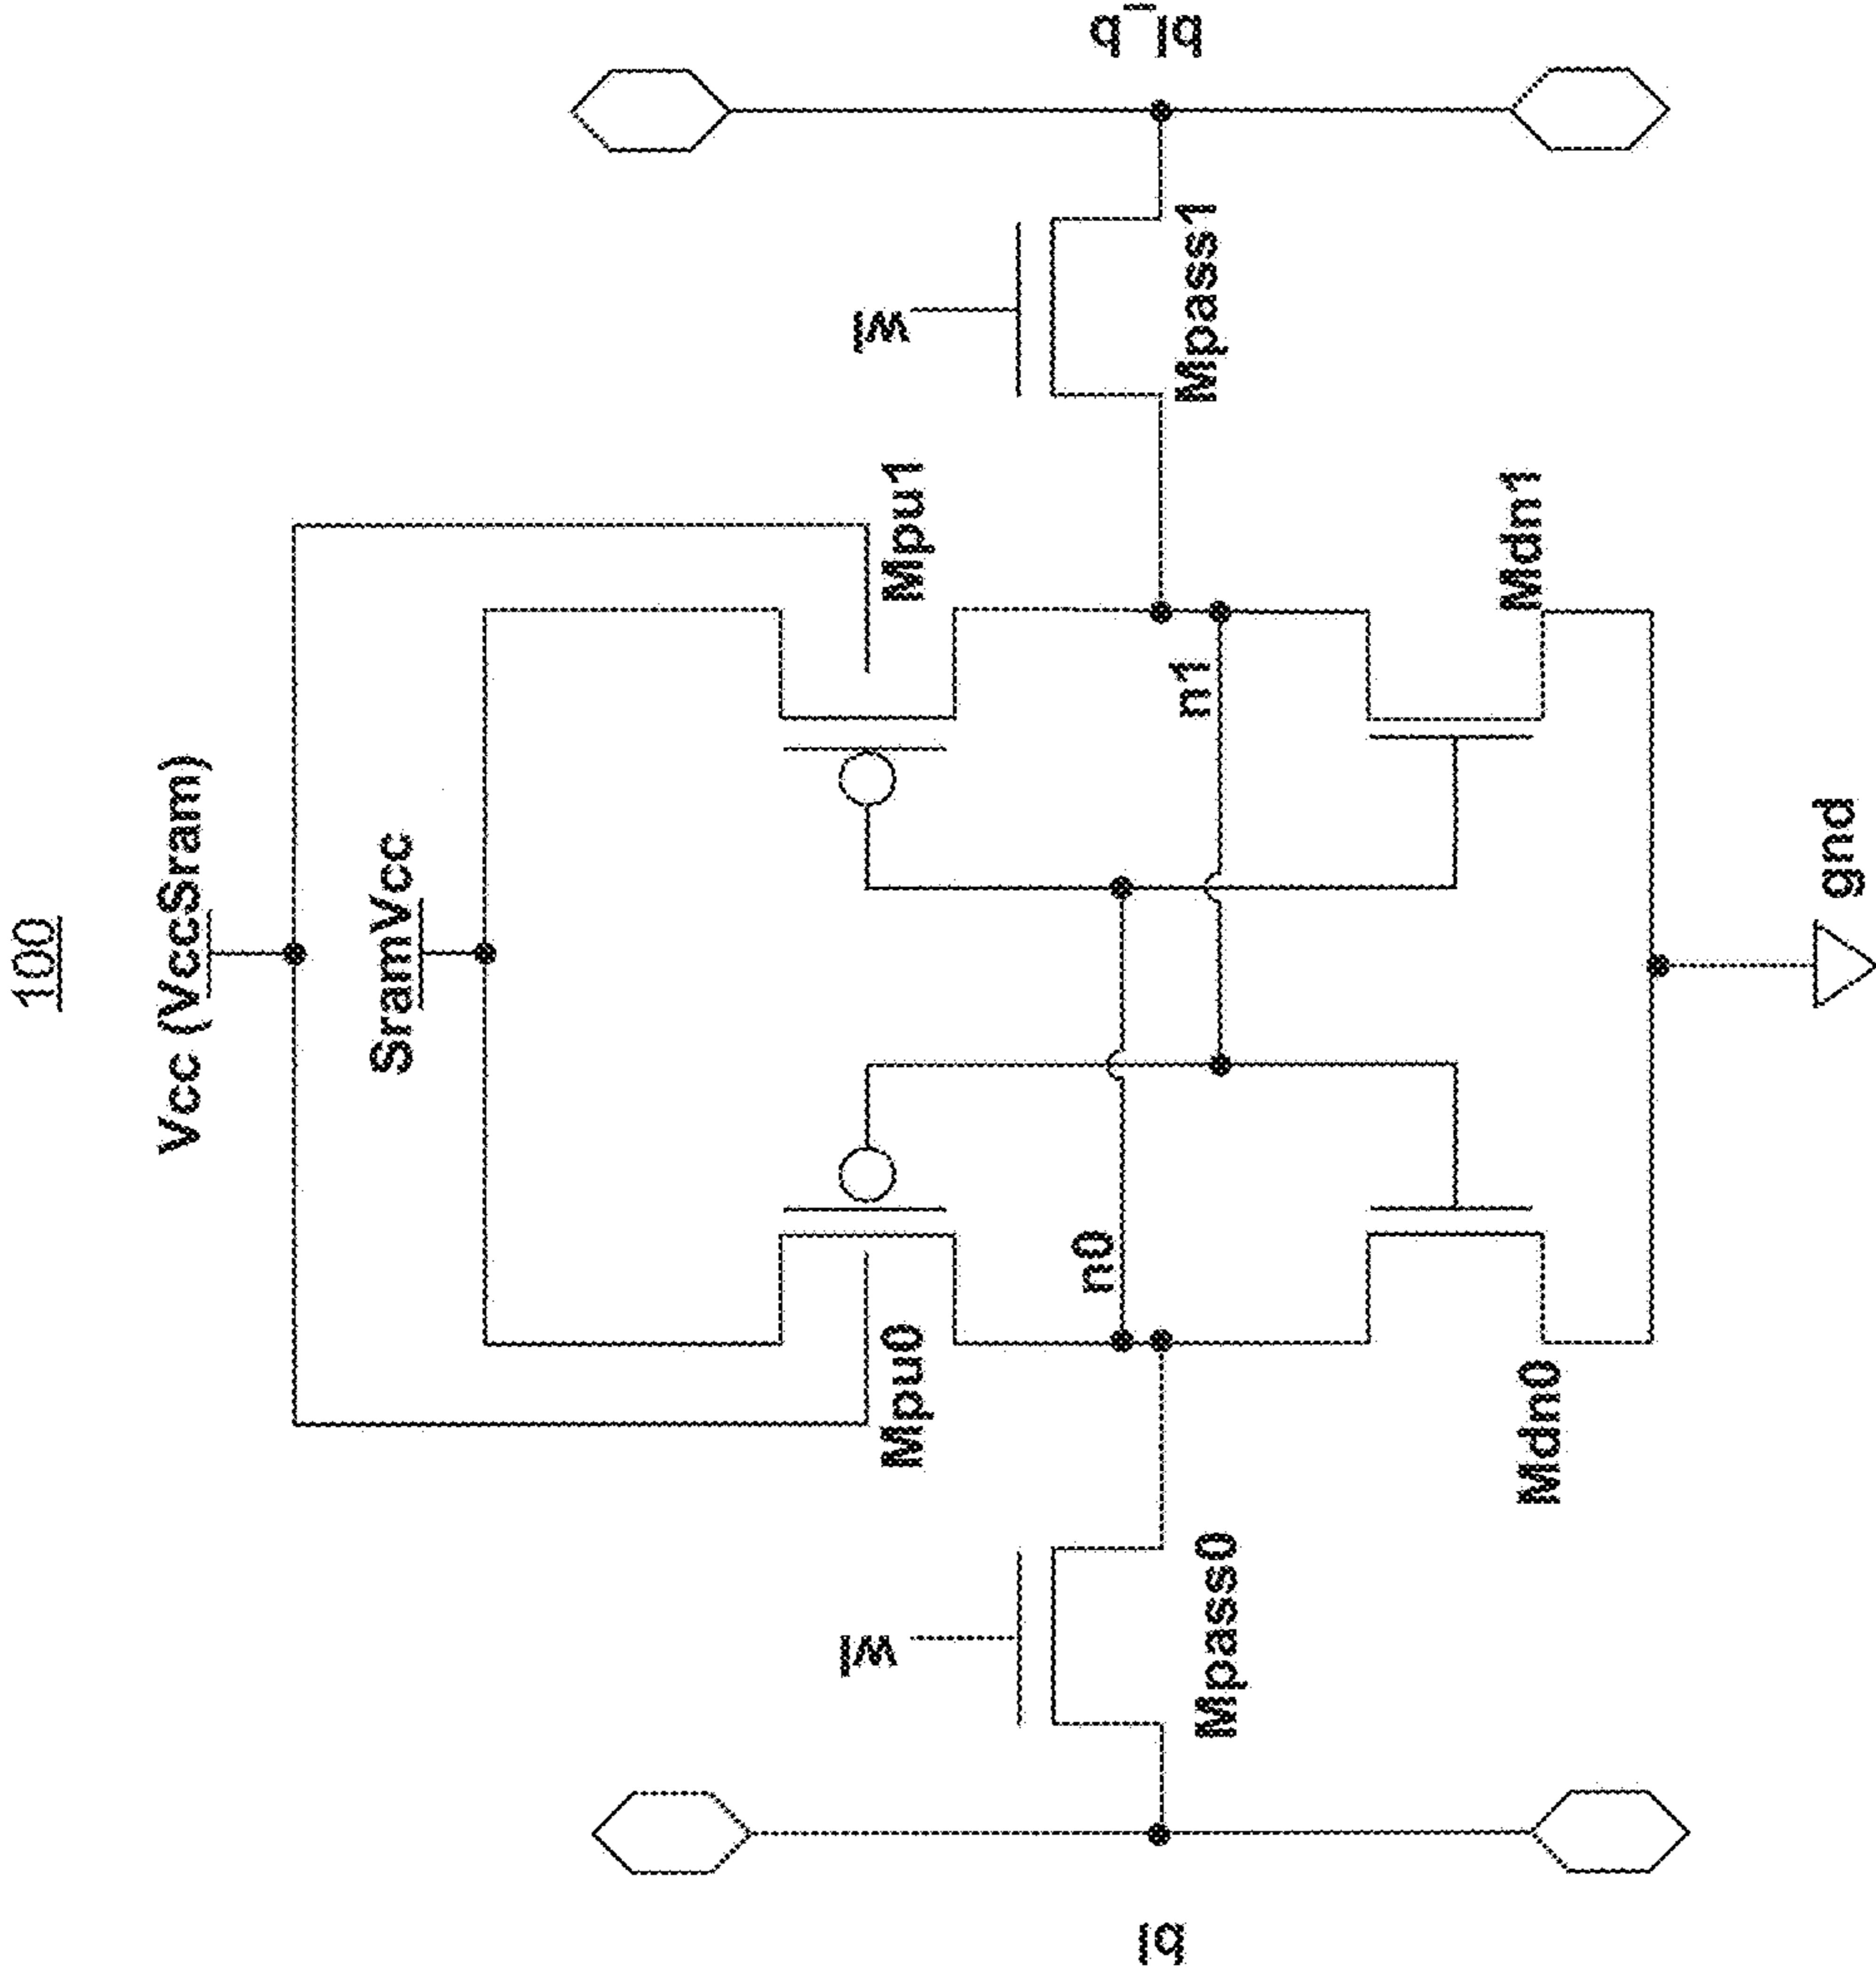 100
Vcc (VccSram)
SramVcc
wl
wl
Mpu0
Mpu1
n0
bl
bl_b
n1
Mpass0
Mpass1
Mdn0
Mdn1
gnd